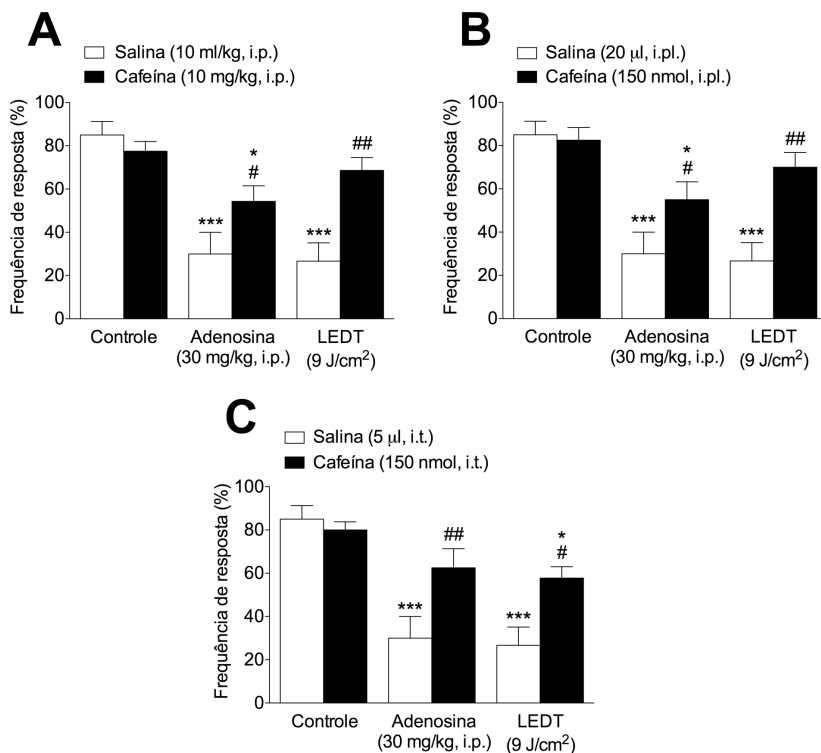 A
Salina (10 ml/kg, i.p.)
Cafeína (10 mg/kg, i.p.)
Frequência de resposta (%)
100
80
60
40
20
0
***
*
#
***
##
Controle
Adenosina
(30 mg/kg, i.p.)
LEDT
(9 J/cm²)
B
Salina (20 µl, i.pl.)
Cafeína (150 nmol, i.pl.)
Frequência de resposta (%)
100
80
60
40
20
0
***
*
#
***
##
Controle
Adenosina
(30 mg/kg, i.p.)
LEDT
(9 J/cm²)
C
Salina (5 µl, i.t.)
Cafeína (150 nmol, i.t.)
Frequência de resposta (%)
100
80
60
40
20
0
***
##
***
*
#
Controle
Adenosina
(30 mg/kg, i.p.)
LEDT
(9 J/cm²)